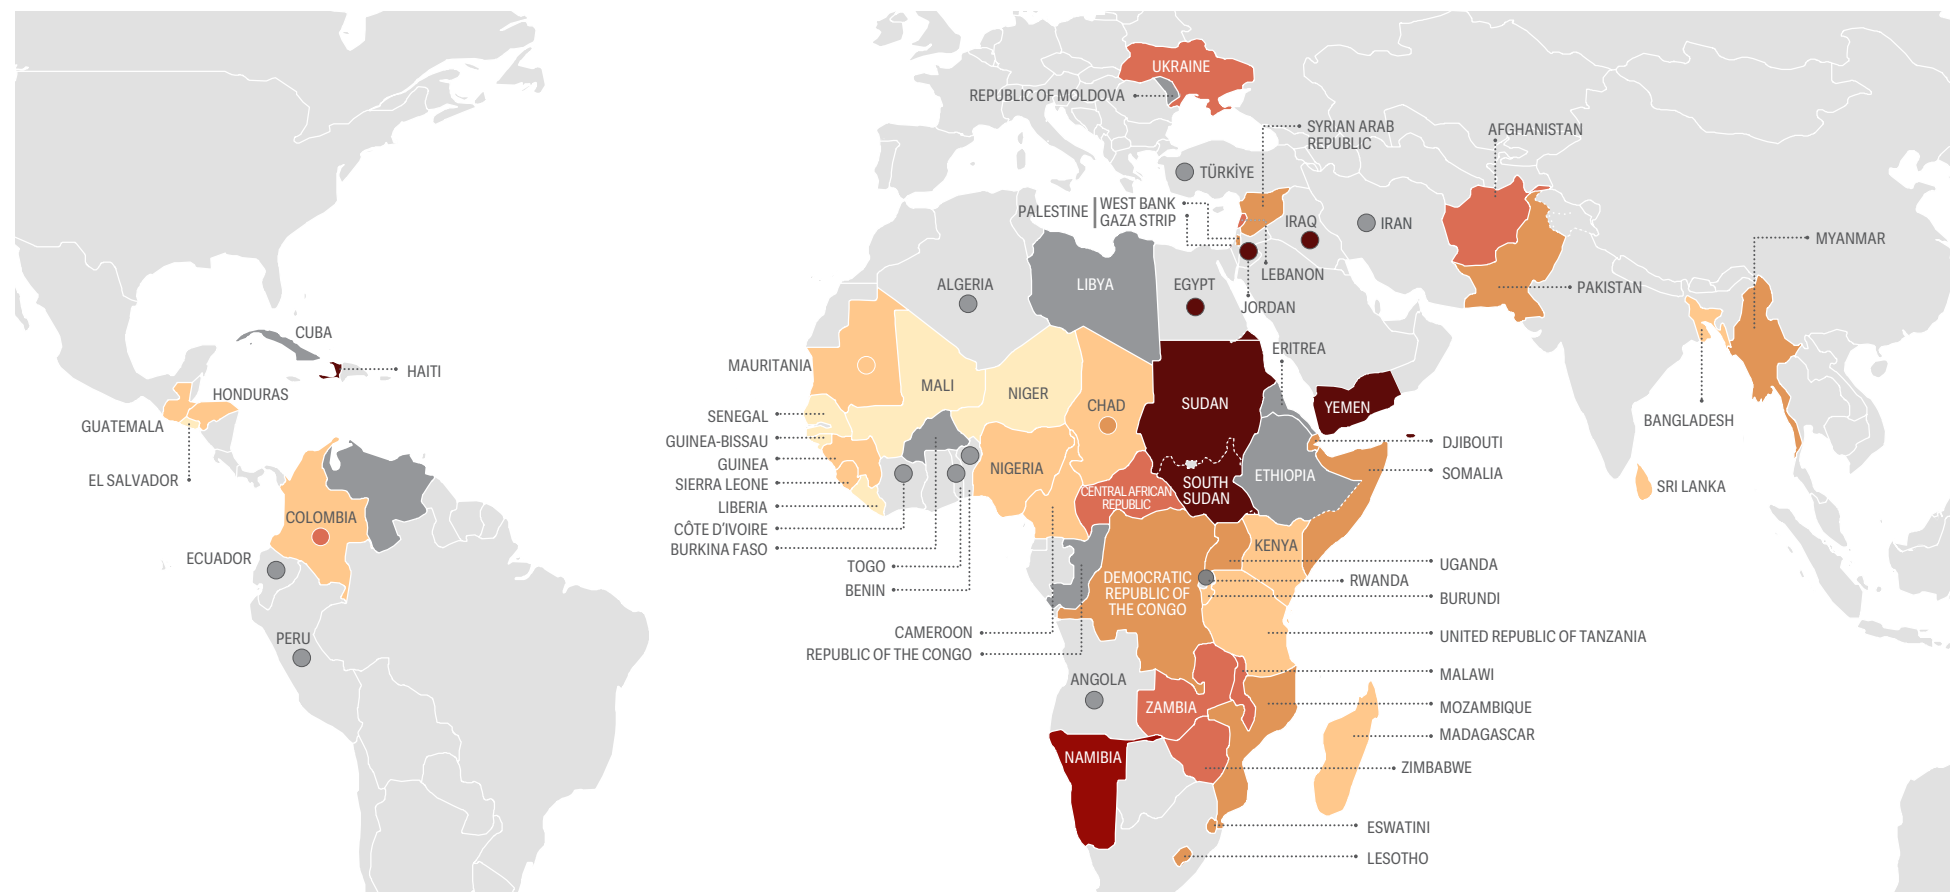 UKRAINE
REPUBLIC OF MOLDOVA
SYRIAN ARAB
REPUBLIC
AFGHANISTAN
TÜRKİYE
PALESTINE
WEST BANK
GAZA STRIP
IRAQ
IRAN
MYANMAR
LEBANON
ALGERIA
LIBYA
EGYPT
PAKISTAN
JORDAN
CUBA
ERITREA
HAITI
MAURITANIA
HONDURAS
MALI
NIGER
CHAD
SUDAN
YEMEN
SENEGAL
BANGLADESH
GUATEMALA
GUINEA-BISSAU
DJIBOUTI
GUINEA
NIGERIA
ETHIOPIA
SOMALIA
EL SALVADOR
SIERRA LEONE
CENTRAL AFRICAN
REPUBLIC
SOUTH
SUDAN
SRI LANKA
LIBERIA
COLOMBIA
CÔTE D'IVOIRE
BURKINA FASO
KENYA
ECUADOR
TOGO
UGANDA
DEMOCRATIC
REPUBLIC OF
THE CONGO
RWANDA
BENIN
BURUNDI
CAMEROON
UNITED REPUBLIC OF TANZANIA
PERU
REPUBLIC OF THE CONGO
MALAWI
ANGOLA
ZAMBIA
MOZAMBIQUE
MADAGASCAR
NAMIBIA
ZIMBABWE
ESWATINI
LESOTHO